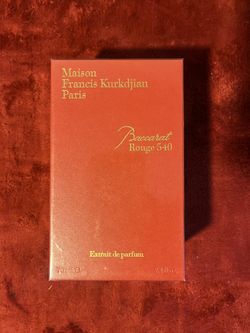 Maison
Francis Kurkdjian
Paris
Baccarat
Rouge 540
Extrait de parfum